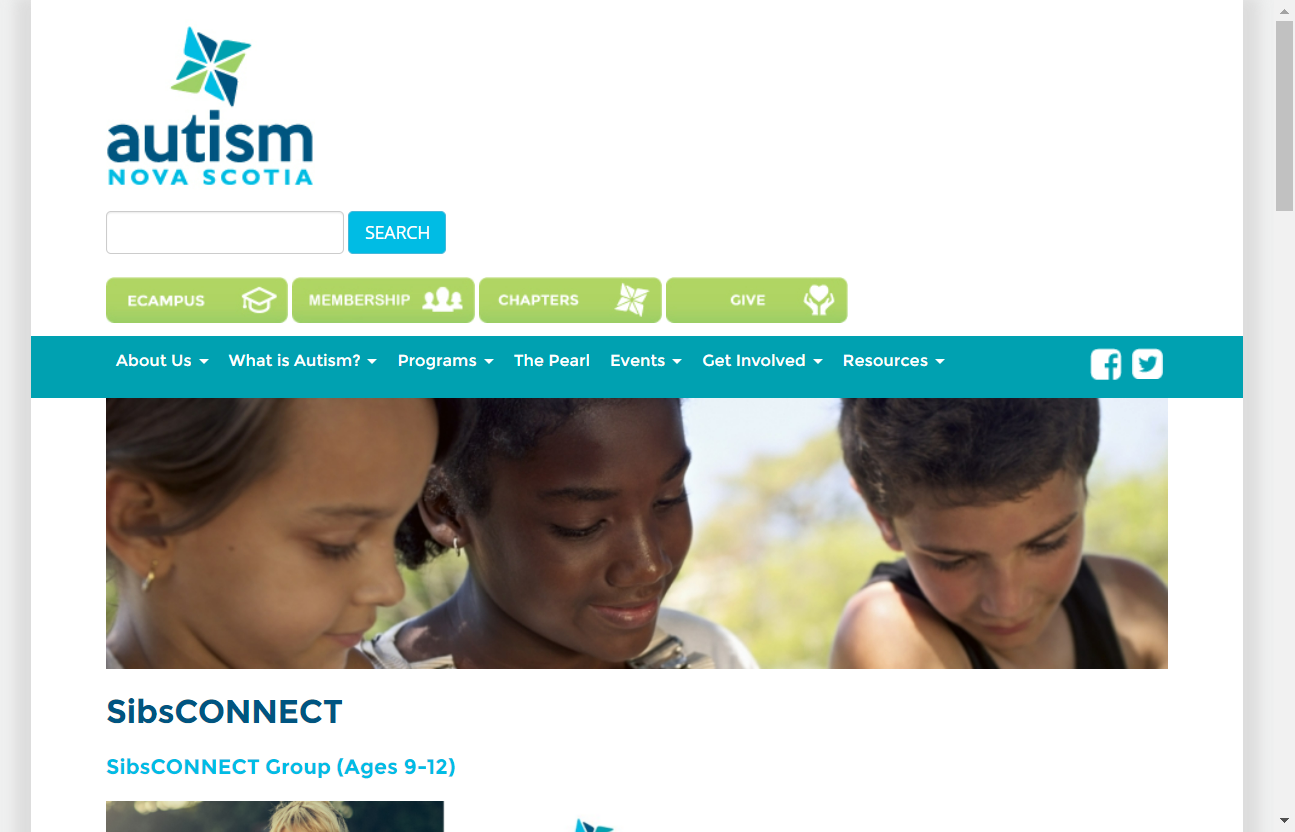 autism
NOVA SCOTIA
SEARCH
ECAMPUS MEMBERSHIP CHAPTERS GIVE
About Us What is Autism? Programs The Pearl Events Get Involved Resources
SibsCONNECT
SibsCONNECT Group (Ages 9-12)